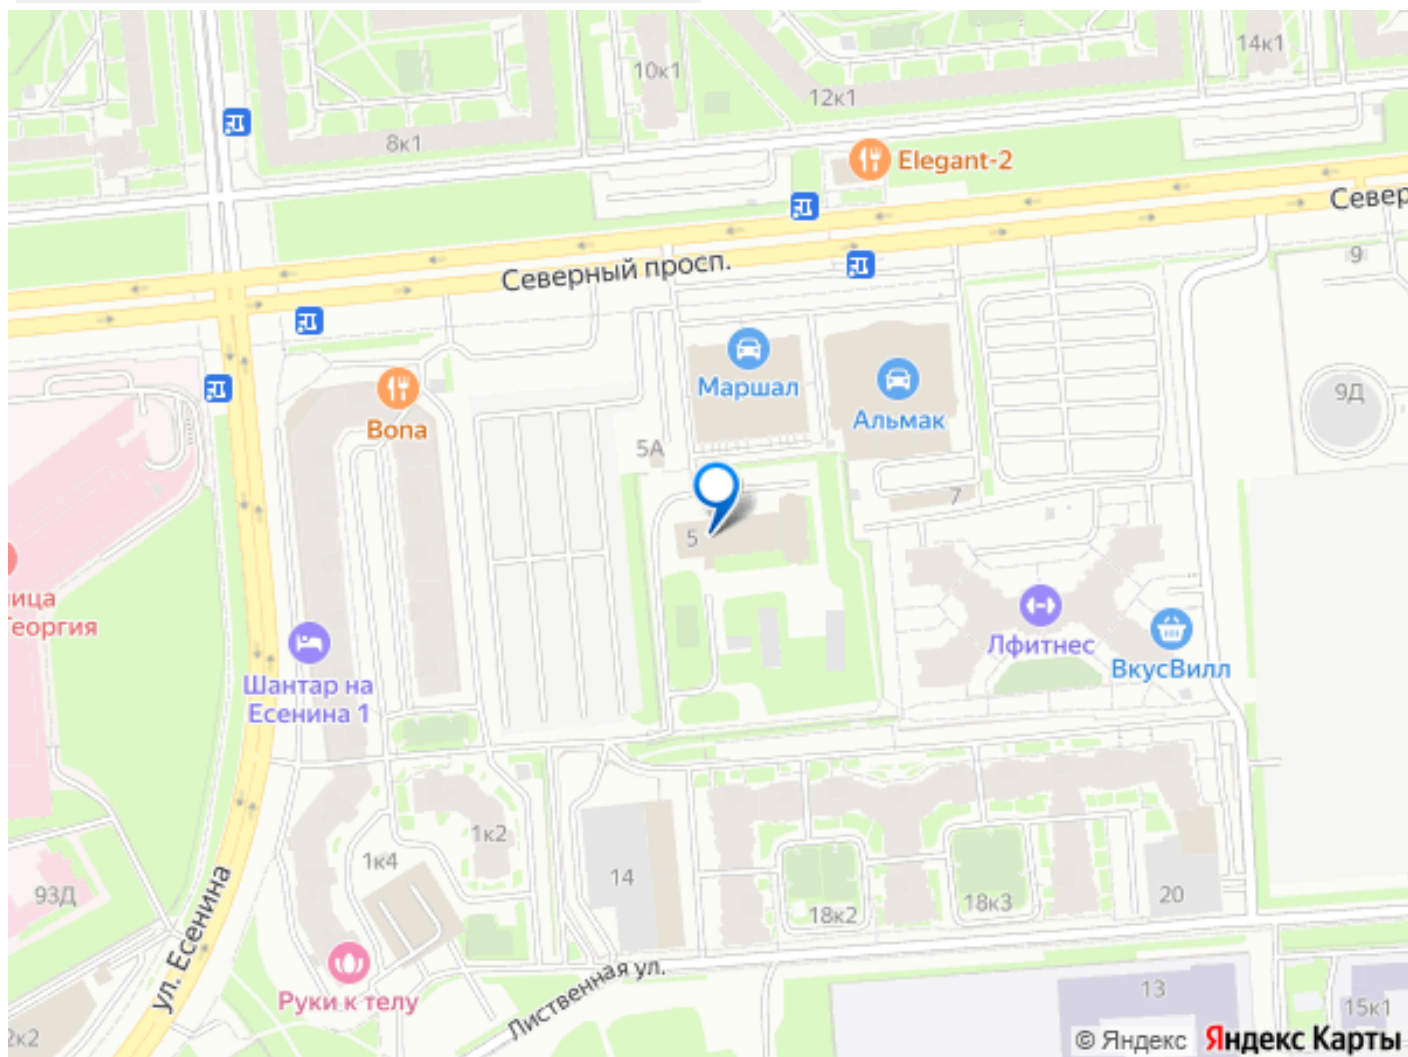 14к1
10к1
12к1
8к1
Elegant-2
Север
Северный просп.
9
Маршал
Альмак
9Д
Bona
5А
7
5
ица
Георгия
Лфитнес
ВкусВилл
Шантар на
Есенина 1
1к2
1к4
14
93Д
18к2
18к3
20
ул. Есенина
Руки к телу
Лиственная ул.
13
15к1
2к2
© Яндекс Яндекс Карты